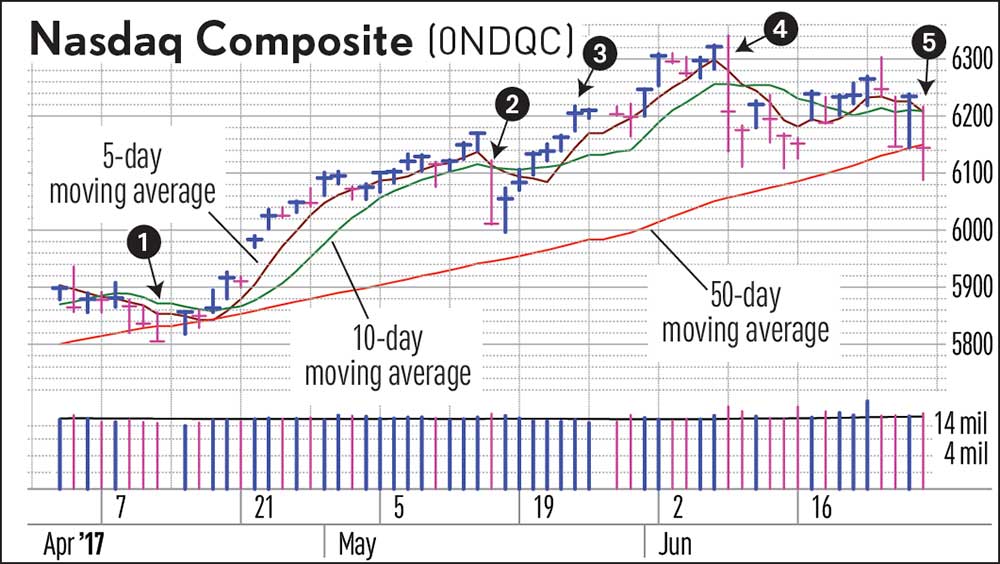 Nasdaq Composite (0NDQC)
1
2
3
4
5
5-day
moving average
10-day
moving average
50-day
moving average
6300
6200
6100
6000
5900
5800
14 mil
4 mil
7 21 5 19 2 16
Apr ’17 May Jun